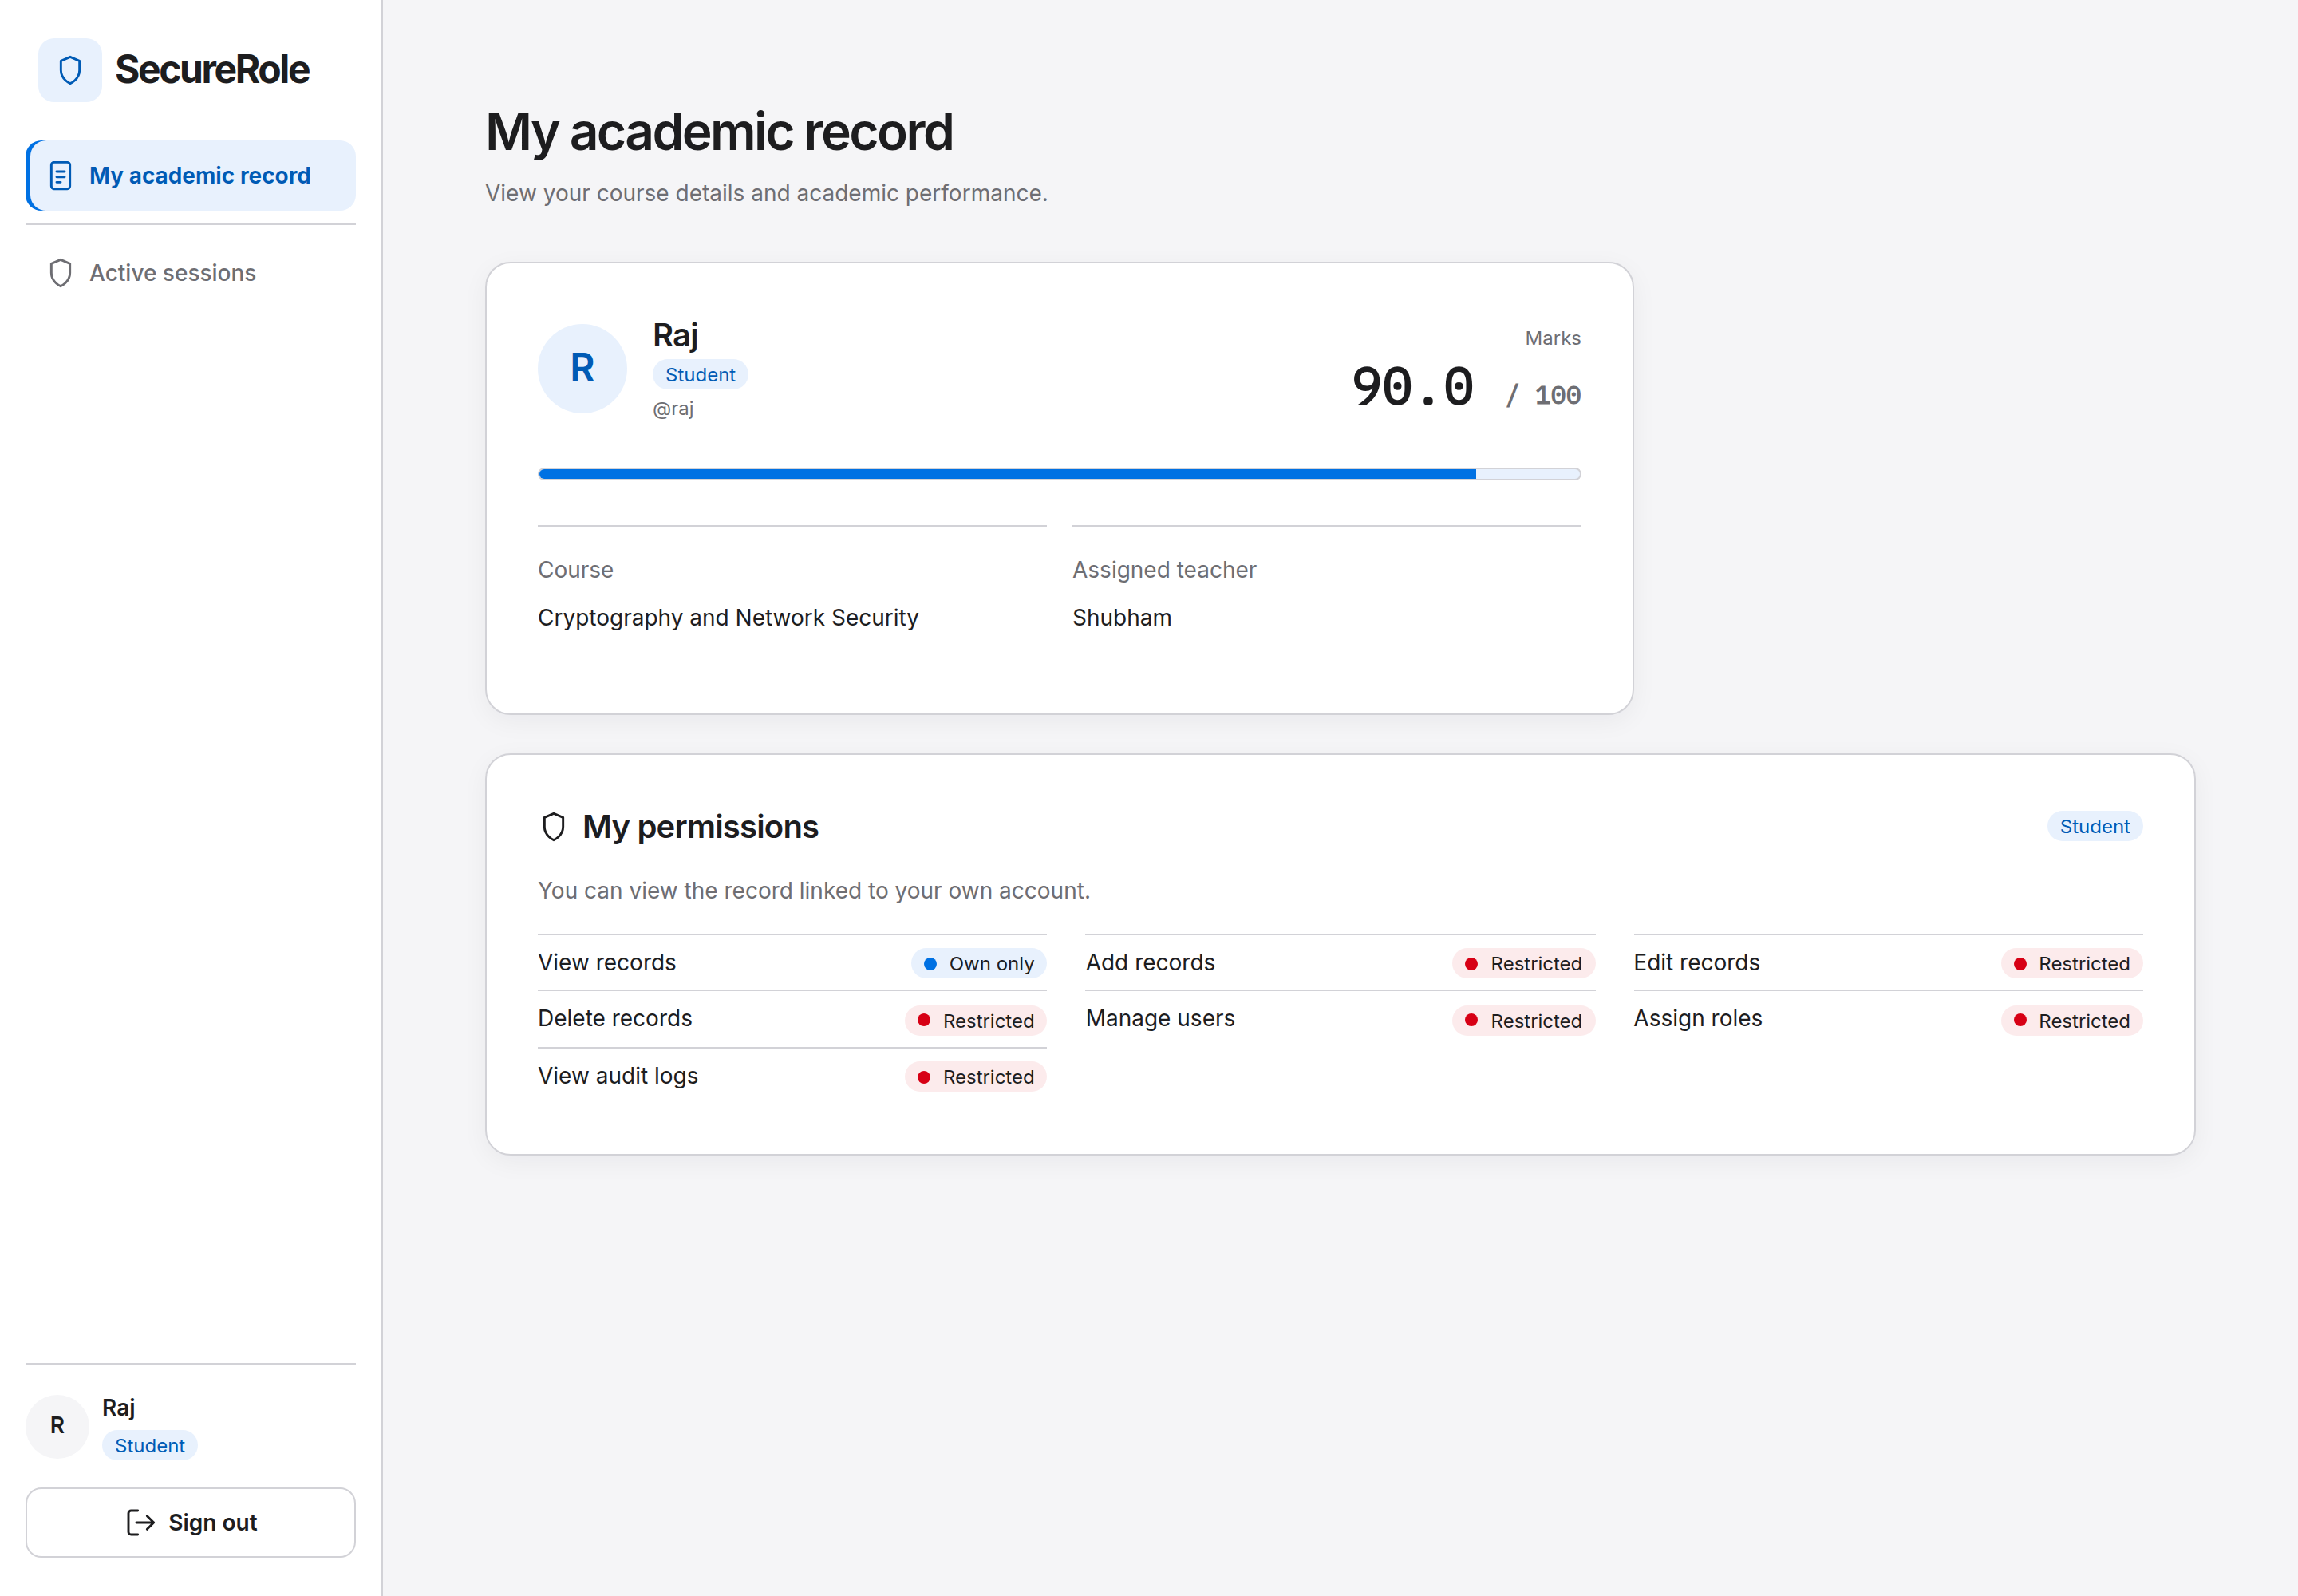 SecureRole
My academic record
Active sessions
R
Raj
Student
Sign out
My academic record
View your course details and academic performance.
R
Raj
Student
@raj
Marks
90.0 / 100
Course
Cryptography and Network Security
Assigned teacher
Shubham
My permissions
Student
You can view the record linked to your own account.
View records Own only
Add records Restricted
Edit records Restricted
Delete records Restricted
Manage users Restricted
Assign roles Restricted
View audit logs Restricted